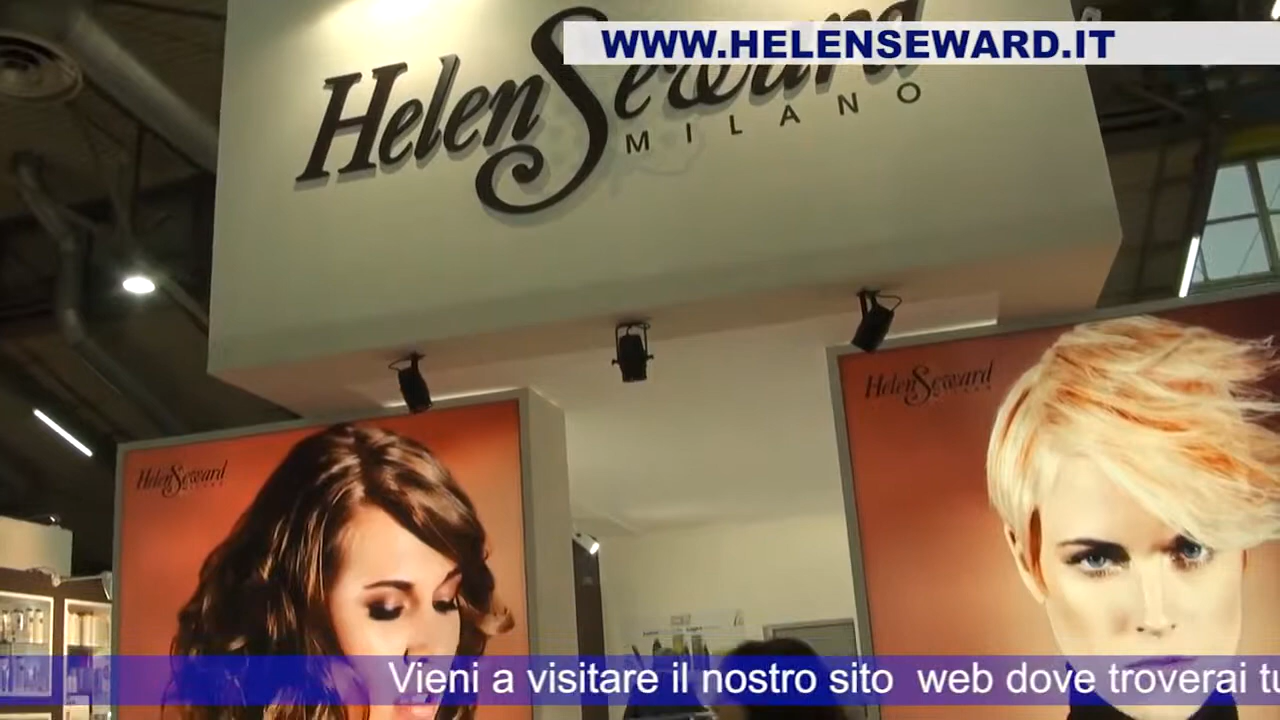 WWW.HELENSEWARD.IT
Helen Seward
MILANO
Helen Seward
Helen Seward
MILANO
Vieni a visitare il nostro sito web dove troverai tu